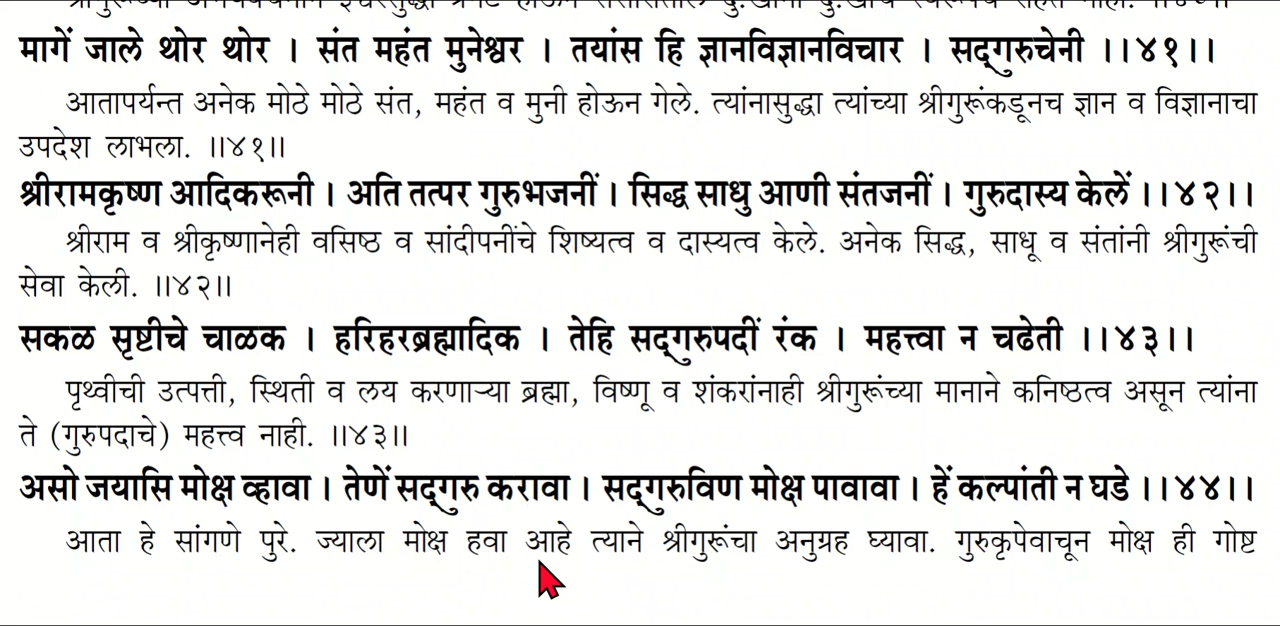 मागें जाले थोर थोर । संत महंत मुनेश्वर । तयांस हि ज्ञानविज्ञानविचार । सद्‌गुरुचेनी ।।४१।।
आतापर्यन्त अनेक मोठे मोठे संत, महंत व मुनी होऊन गेले. त्यांनासुद्धा त्यांच्या श्रीगुरूंकडूनच ज्ञान व विज्ञानाचा
उपदेश लाभला. ।।४१।।
श्रीरामकृष्ण आदिकरूनी । अति तत्पर गुरुभजनीं । सिद्ध साधु आणी संतजनीं । गुरुदास्य केलें ।।४२।।
श्रीराम व श्रीकृष्णानेही वसिष्ठ व सांदीपनींचे शिष्यत्व व दास्यत्व केले. अनेक सिद्ध, साधू व संतांनी श्रीगुरूंची
सेवा केली. ।।४२।।
सकळ सृष्टीचे चाळक । हरिहरब्रह्मादिक । तेहि सद्‌गुरुपदीं रंक । महत्त्वा न चढेती ।।४३।।
पृथ्वीची उत्पत्ती, स्थिती व लय करणाऱ्या ब्रह्मा, विष्णू व शंकरांनाही श्रीगुरूंच्या मानाने कनिष्ठत्व असून त्यांना
ते (गुरुपदाचे) महत्त्व नाही. ।।४३।।
असो जयासि मोक्ष व्हावा । तेणें सद्‌गुरु करावा । सद्‌गुरुविण मोक्ष पावावा । हें कल्पांती न घडे ।।४४।।
आता हे सांगणे पुरे. ज्याला मोक्ष हवा आहे त्याने श्रीगुरूंचा अनुग्रह घ्यावा. गुरुकृपेवाचून मोक्ष ही गोष्ट